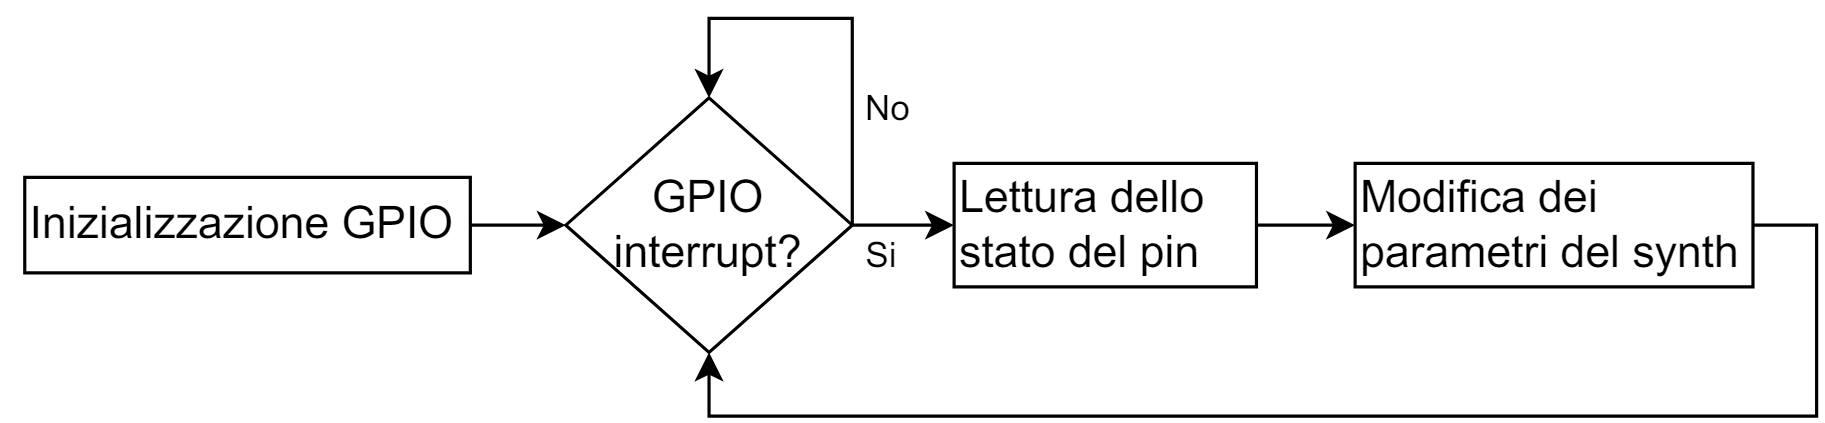 Inizializzazione GPIO
GPIO
interrupt?
No
Si
Lettura dello
stato del pin
Modifica dei
parametri del synth